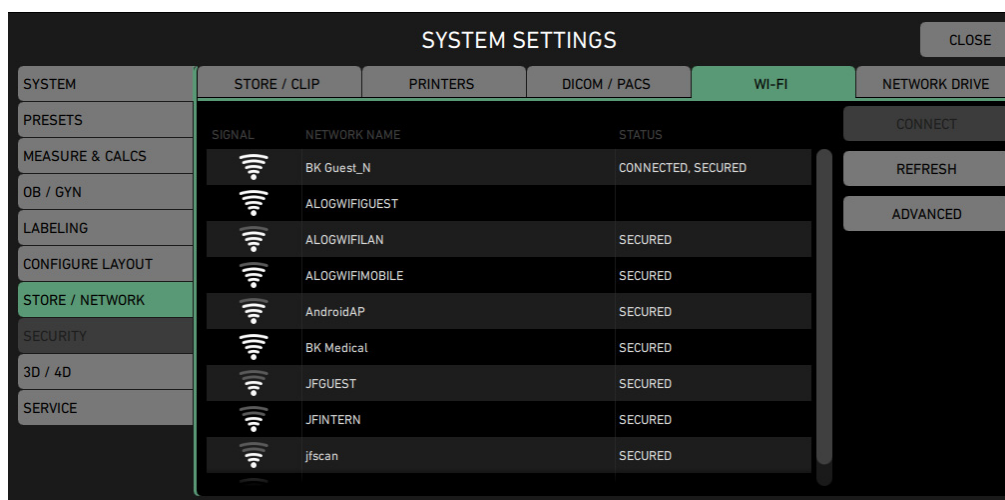 SYSTEM SETTINGS
CLOSE
SYSTEM
STORE / CLIP
PRINTERS
DICOM / PACS
WI-FI
NETWORK DRIVE
PRESETS
MEASURE & CALCS
OB / GYN
LABELING
CONFIGURE LAYOUT
STORE / NETWORK
SECURITY
3D / 4D
SERVICE
SIGNAL NETWORK NAME STATUS
BK Guest_N CONNECTED, SECURED
ALOGWIFIGUEST
ALOGWIFILAN SECURED
ALOGWIFIMOBILE SECURED
AndroidAP SECURED
BK Medical SECURED
JFGUEST SECURED
JFINTERN SECURED
jfscan SECURED
CONNECT
REFRESH
ADVANCED